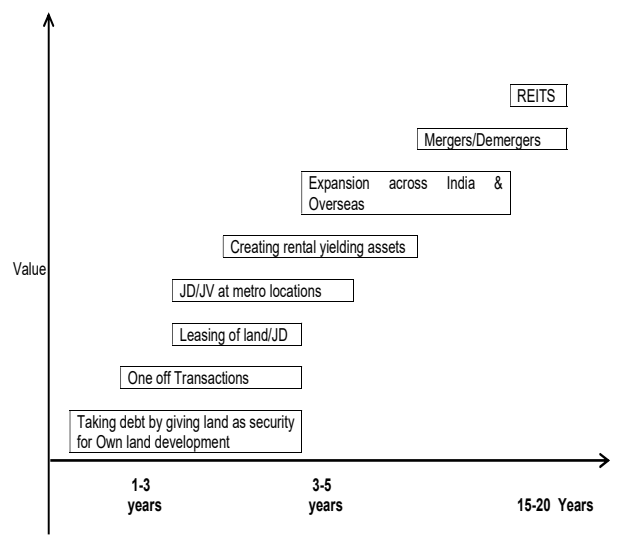 REITS
Mergers/Demergers
Expansion across India &
Overseas
Creating rental yielding assets
Value
JD/JV at metro locations
Leasing of land/JD
One off Transactions
Taking debt by giving land as security
for Own land development
1-3
years
3-5
years
15-20 Years